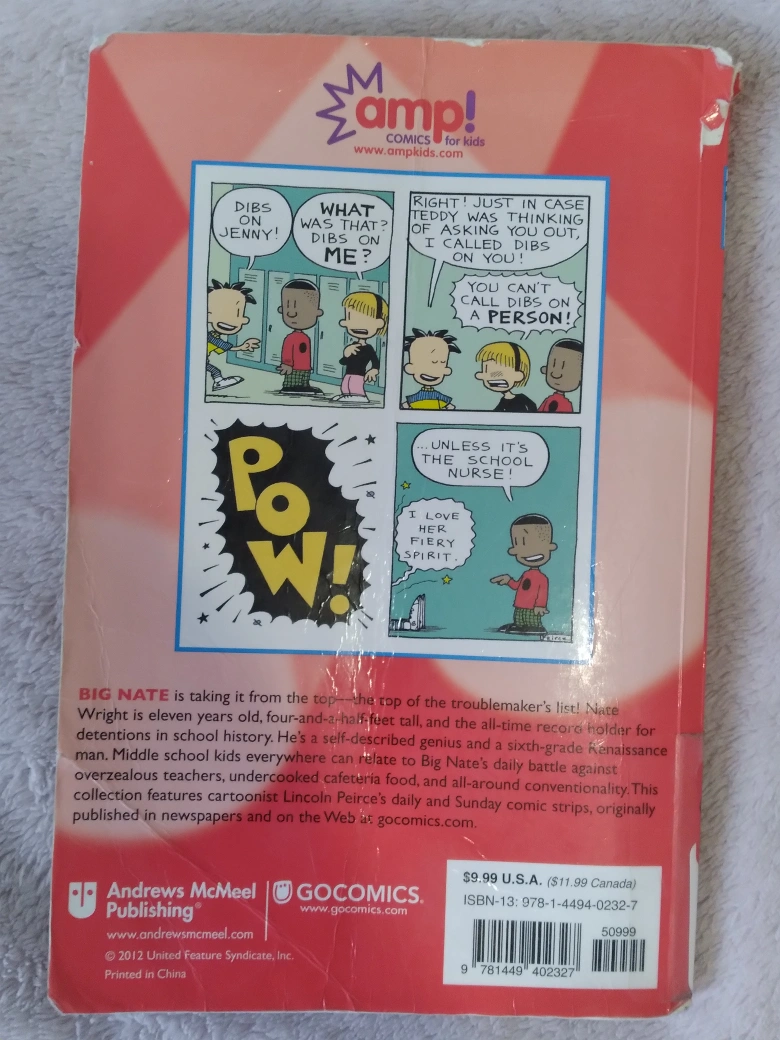 amp!
COMICS for kids
www.ampkids.com
DIBS
ON
JENNY!
WHAT
WAS THAT?
DIBS ON
ME?
RIGHT! JUST IN CASE
TEDDY WAS THINKING
OF ASKING YOU OUT,
I CALLED DIBS
ON YOU!
YOU CAN'T
CALL DIBS ON
A PERSON!
POW!
...UNLESS IT'S
THE SCHOOL
NURSE!
I LOVE
HER
FIERY
SPIRIT.
Peirce
BIG NATE is taking it from the top—the top of the troublemaker's list! Nate
Wright is eleven years old, four-and-a-half-feet tall, and the all-time record holder for
detentions in school history. He's a self-described genius and a sixth-grade Renaissance
man. Middle school kids everywhere can relate to Big Nate's daily battle against
overzealous teachers, undercooked cafeteria food, and all-around conventionality. This
collection features cartoonist Lincoln Peirce's daily and Sunday comic strips, originally
published in newspapers and on the Web at gocomics.com.
Andrews McMeel
Publishing®
www.andrewsmcmeel.com
GOCOMICS®
www.gocomics.com
© 2012 United Feature Syndicate, Inc.
Printed in China
$9.99 U.S.A. ($11.99 Canada)
ISBN-13: 978-1-4494-0232-7
50999
9 781449 402327